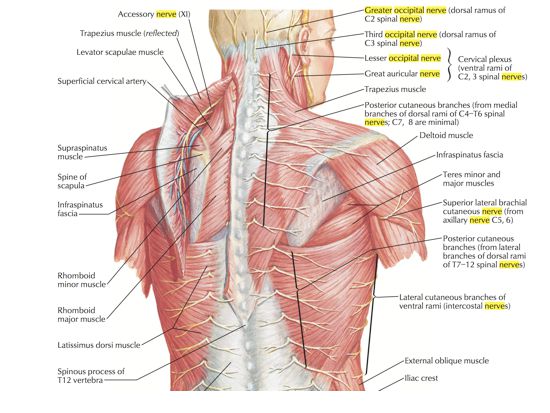 Accessory nerve (XI)
Trapezius muscle (reflected)
Levator scapulae muscle
Superficial cervical artery
Supraspinatus
muscle
Spine of
scapula
Infraspinatus
fascia
Rhomboid
minor muscle
Rhomboid
major muscle
Latissimus dorsi muscle
Spinous process of
T12 vertebra
Greater occipital nerve (dorsal ramus of
C2 spinal nerve)
Third occipital nerve (dorsal ramus of
C3 spinal nerve)
Lesser occipital nerve
Great auricular nerve
Cervical plexus
(ventral rami of
C2, 3 spinal nerves)
Trapezius muscle
Posterior cutaneous branches (from medial
branches of dorsal rami of C4–T6 spinal
nerves; C7, 8 are minimal)
Deltoid muscle
Infraspinatus fascia
Teres minor and
major muscles
Superior lateral brachial
cutaneous nerve (from
axillary nerve C5, 6)
Posterior cutaneous
branches (from lateral
branches of dorsal rami
of T7–12 spinal nerves)
Lateral cutaneous branches of
ventral rami (intercostal nerves)
External oblique muscle
Iliac crest